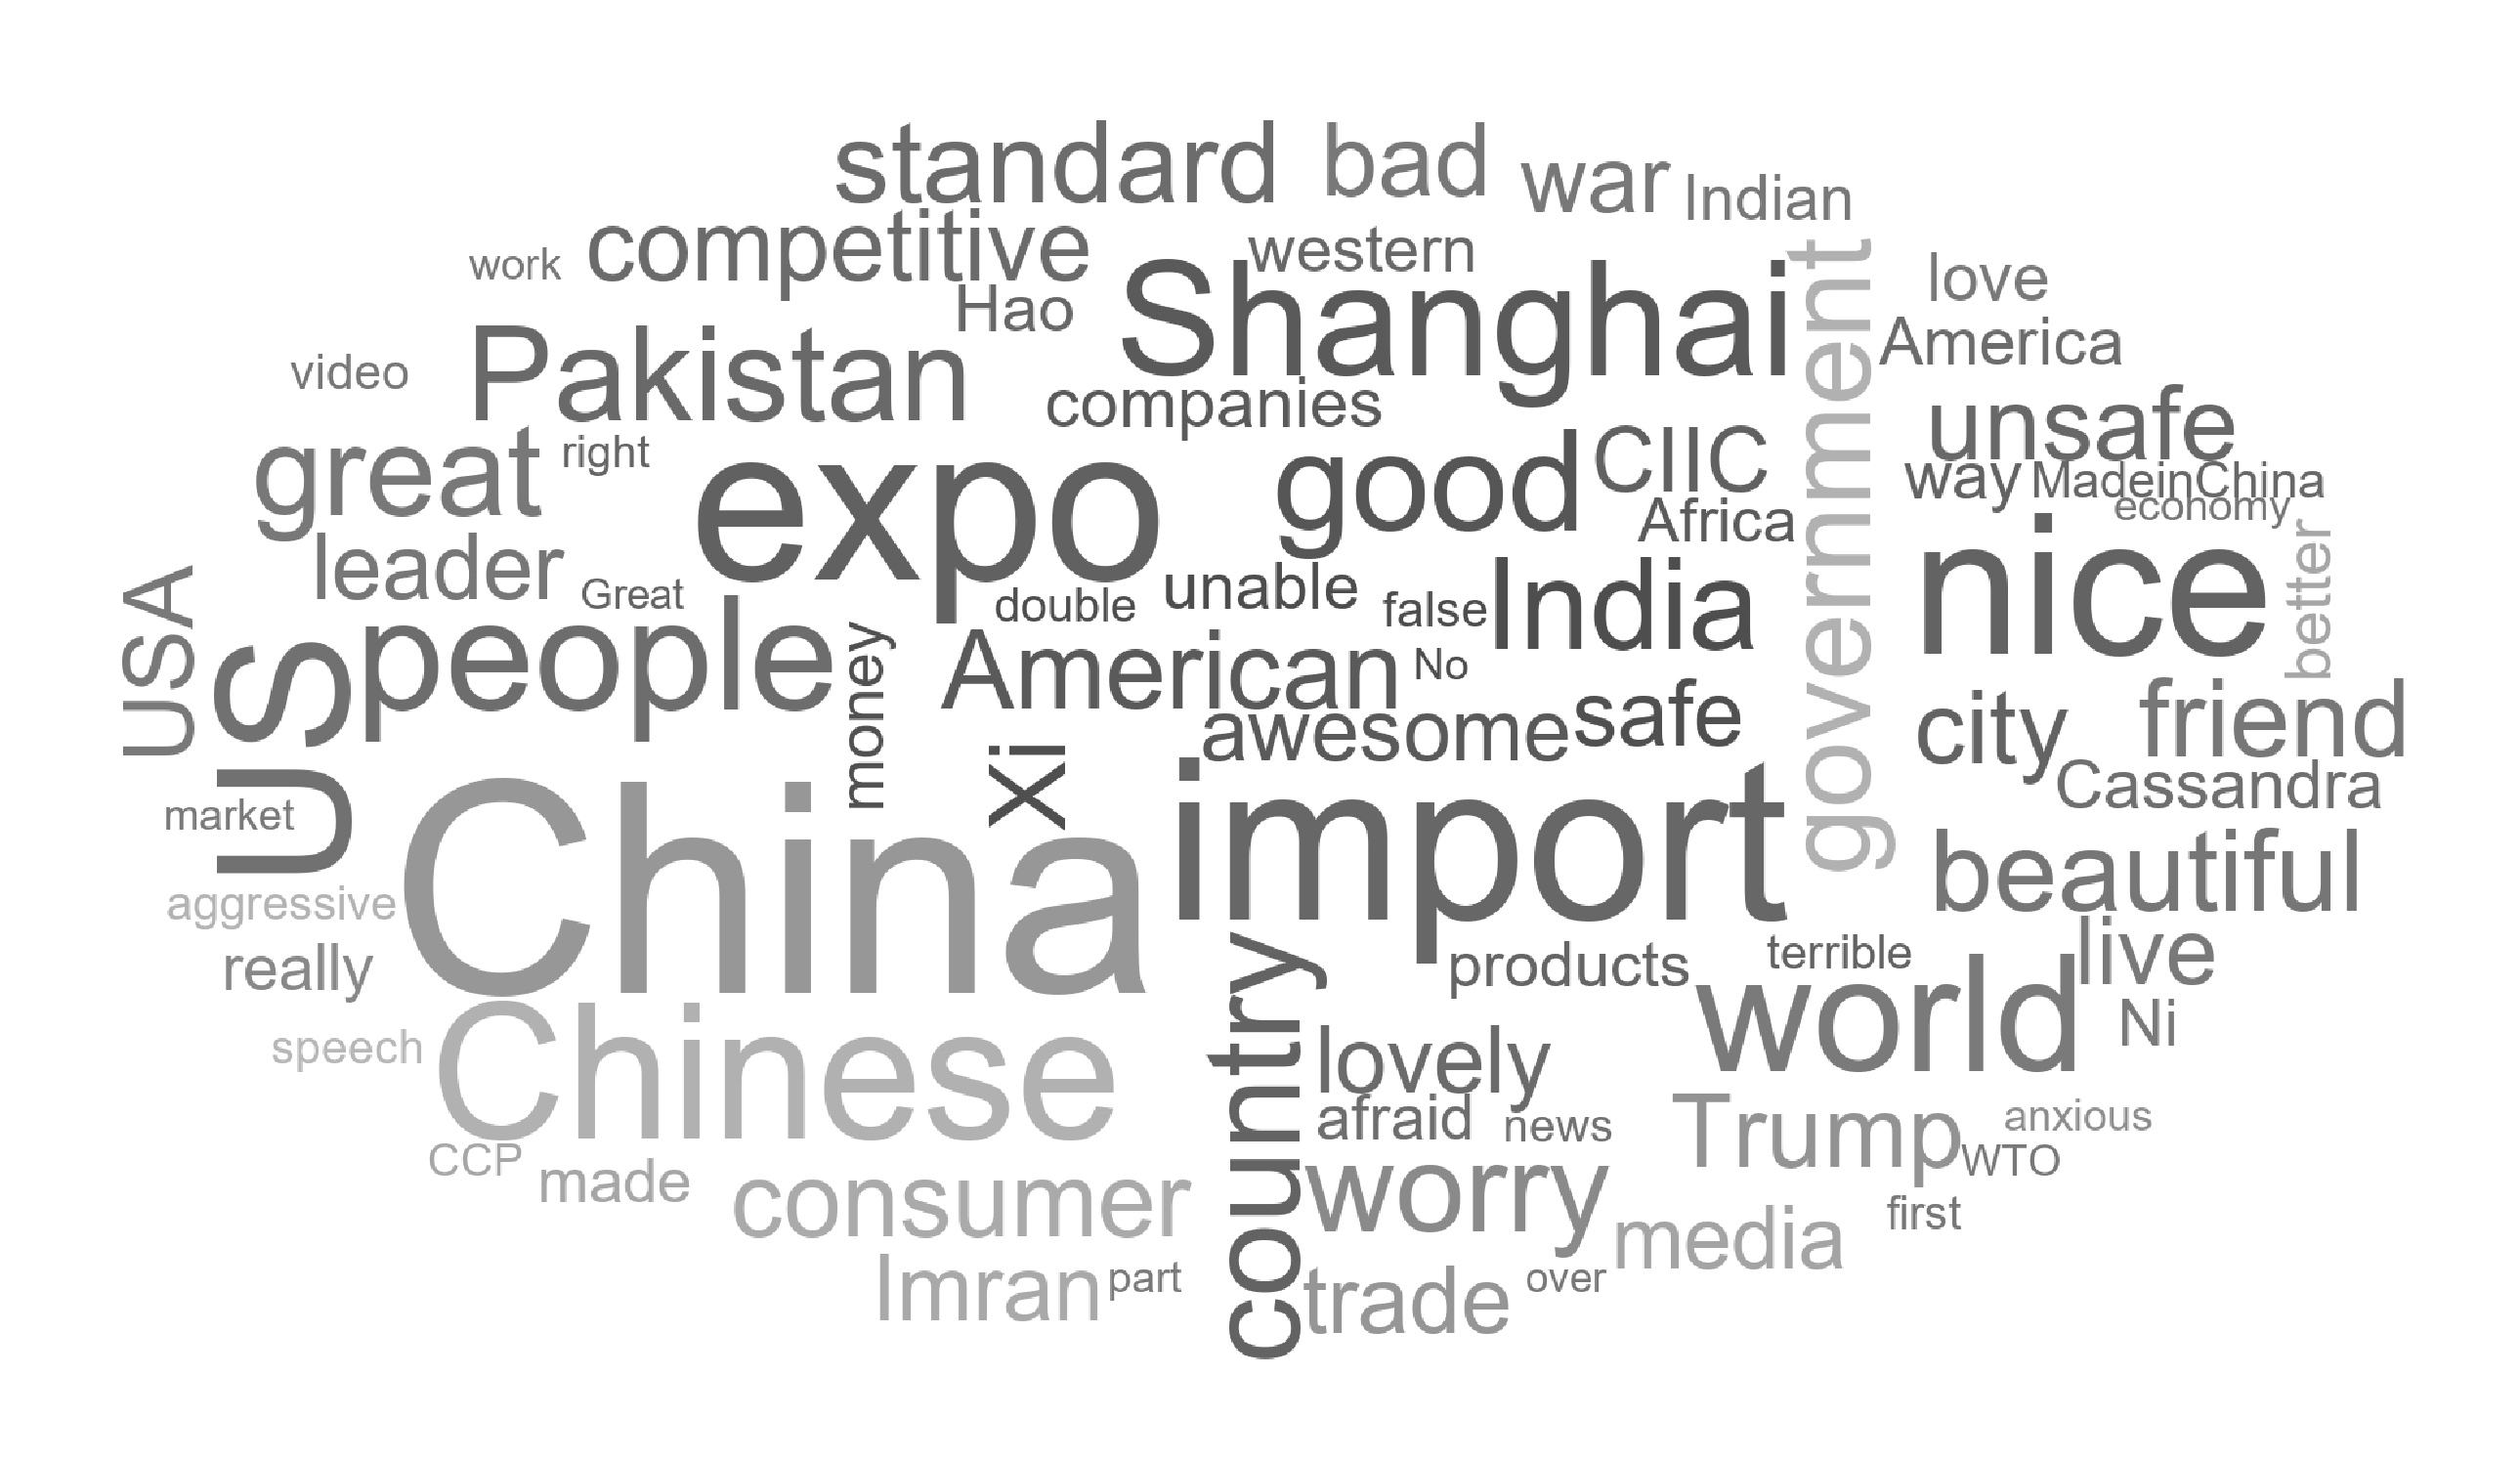 standard bad war Indian
work competitive western love
Hao Shanghai America
video Pakistan companies government
great right expo good CIIC unsafe
way MadeinChina
Africa economy
leader Great double unable false India nice better
USA US people money American No
awesome safe city friend
market xi Cassandra
China import beautiful
aggressive
really country products terrible live
speech Chinese lovely world Ni
CCP made afraid news Trump anxious
WTO
consumer worry media first
Imran part trade over